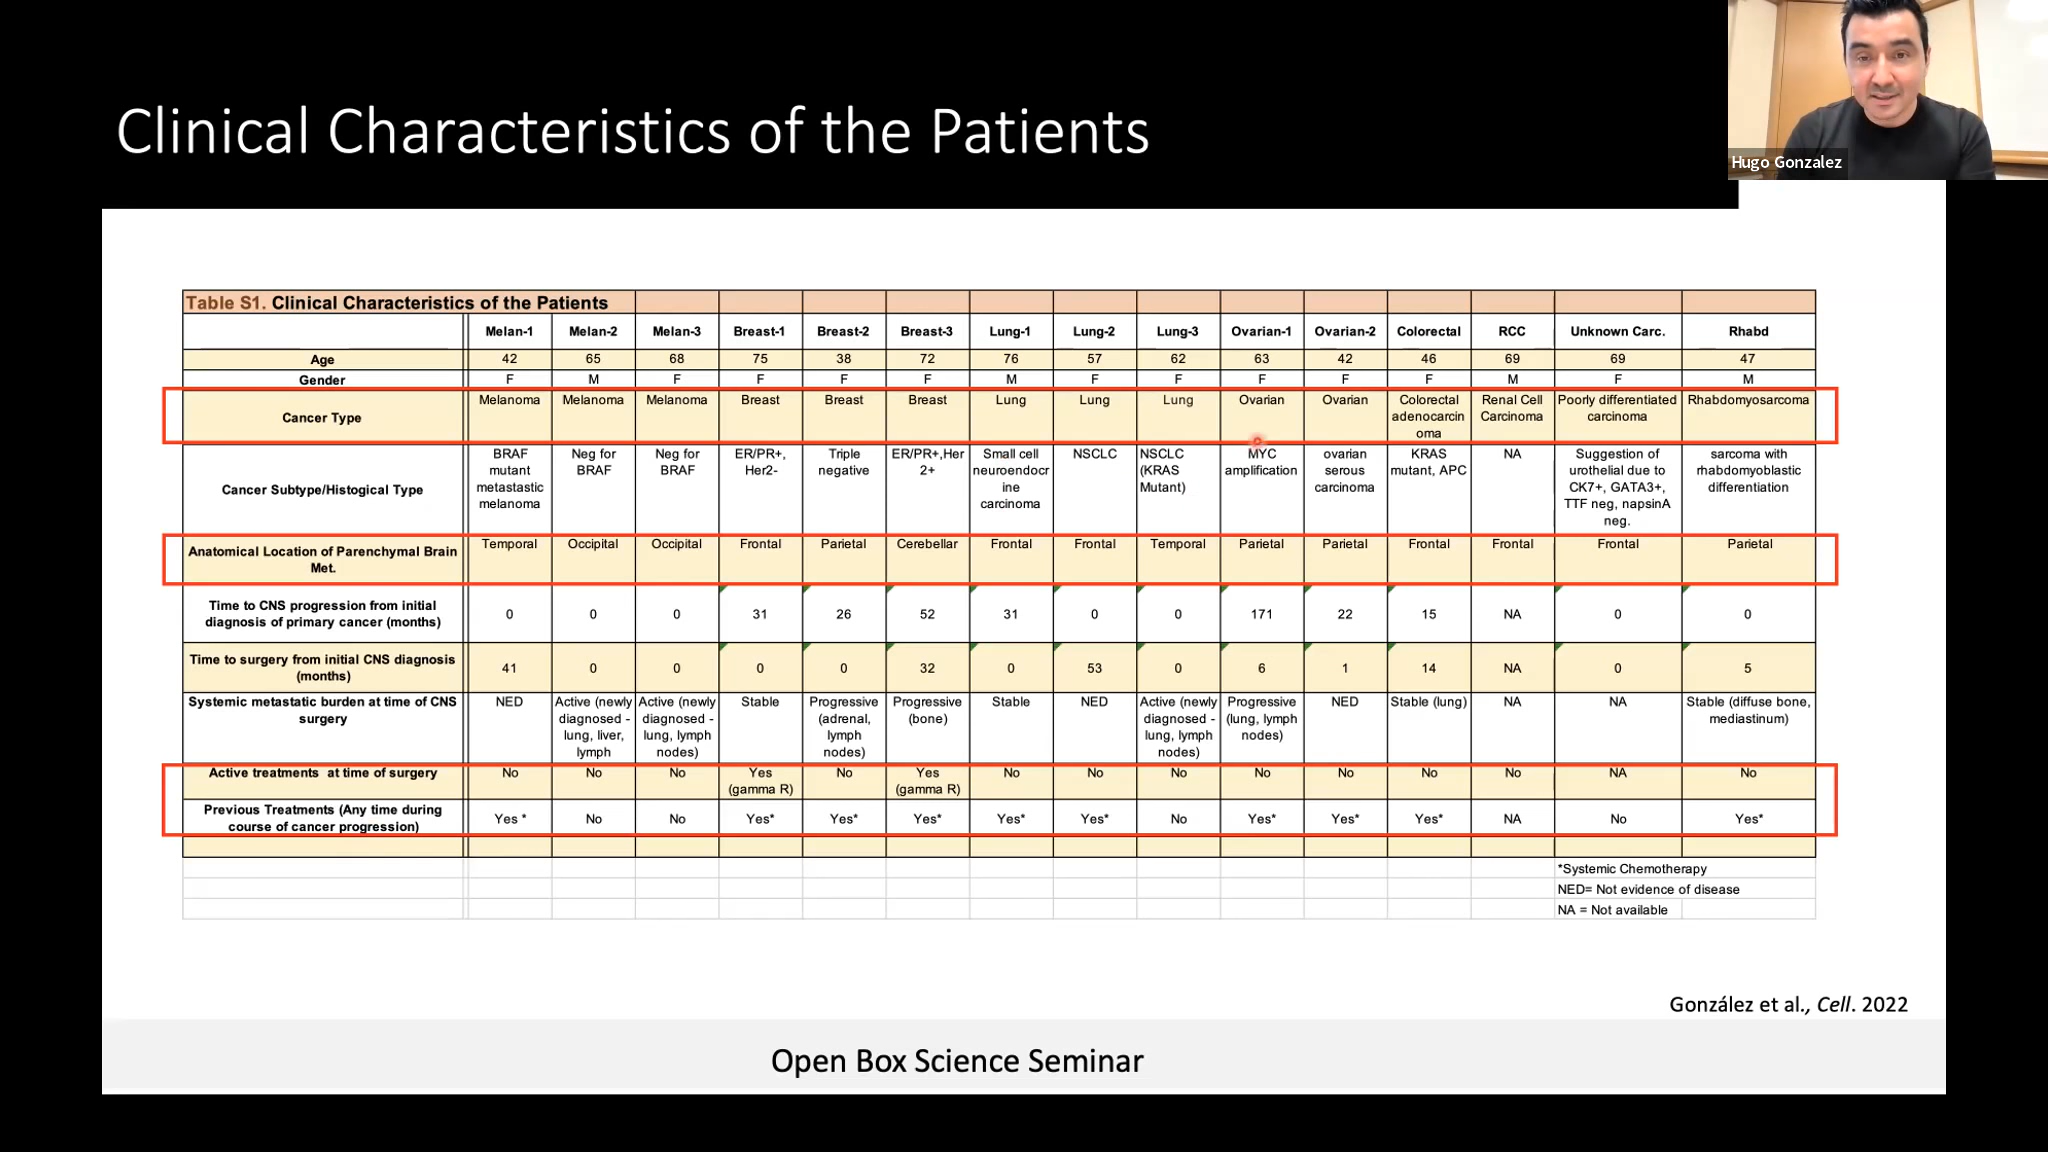 Clinical Characteristics of the Patients
Hugo Gonzalez
Table S1. Clinical Characteristics of the Patients
Melan-1 Melan-2 Melan-3 Breast-1 Breast-2 Breast-3 Lung-1 Lung-2 Lung-3 Ovarian-1 Ovarian-2 Colorectal RCC Unknown Carc. Rhabd
Age 42 65 68 75 38 72 76 57 62 63 42 46 69 69 47
Gender F M F F F F M F F F F F M F M
Cancer Type Melanoma Melanoma Melanoma Breast Breast Breast Lung Lung Lung Ovarian Ovarian Colorectal adenocarcin oma Renal Cell Carcinoma Poorly differentiated carcinoma Rhabdomyosarcoma
Cancer Subtype/Histogical Type BRAF mutant metastastic melanoma Neg for BRAF Neg for BRAF ER/PR+, Her2- Triple negative ER/PR+,Her 2+ Small cell neuroendocr ine carcinoma NSCLC NSCLC (KRAS Mutant) MYC amplification ovarian serous carcinoma KRAS mutant, APC NA Suggestion of urothelial due to CK7+, GATA3+, TTF neg, napsinA neg. sarcoma with rhabdomyoblastic differentiation
Anatomical Location of Parenchymal Brain Met. Temporal Occipital Occipital Frontal Parietal Cerebellar Frontal Frontal Temporal Parietal Parietal Frontal Frontal Frontal Parietal
Time to CNS progression from initial diagnosis of primary cancer (months) 0 0 0 31 26 52 31 0 0 171 22 15 NA 0 0
Time to surgery from initial CNS diagnosis (months) 41 0 0 0 0 32 0 53 0 6 1 14 NA 0 5
Systemic metastatic burden at time of CNS surgery NED Active (newly diagnosed - lung, liver, lymph Active (newly diagnosed - lung, lymph nodes) Stable Progressive (adrenal, lymph nodes) Progressive (bone) Stable NED Active (newly diagnosed - lung, lymph nodes) Progressive (lung, lymph nodes) NED Stable (lung) NA NA Stable (diffuse bone, mediastinum)
Active treatments at time of surgery No No No Yes (gamma R) No Yes (gamma R) No No No No No No No NA No
Previous Treatments (Any time during course of cancer progression) Yes * No No Yes* Yes* Yes* Yes* Yes* No Yes* Yes* Yes* NA No Yes*
*Systemic Chemotherapy
NED= Not evidence of disease
NA = Not available
González et al., Cell. 2022
Open Box Science Seminar